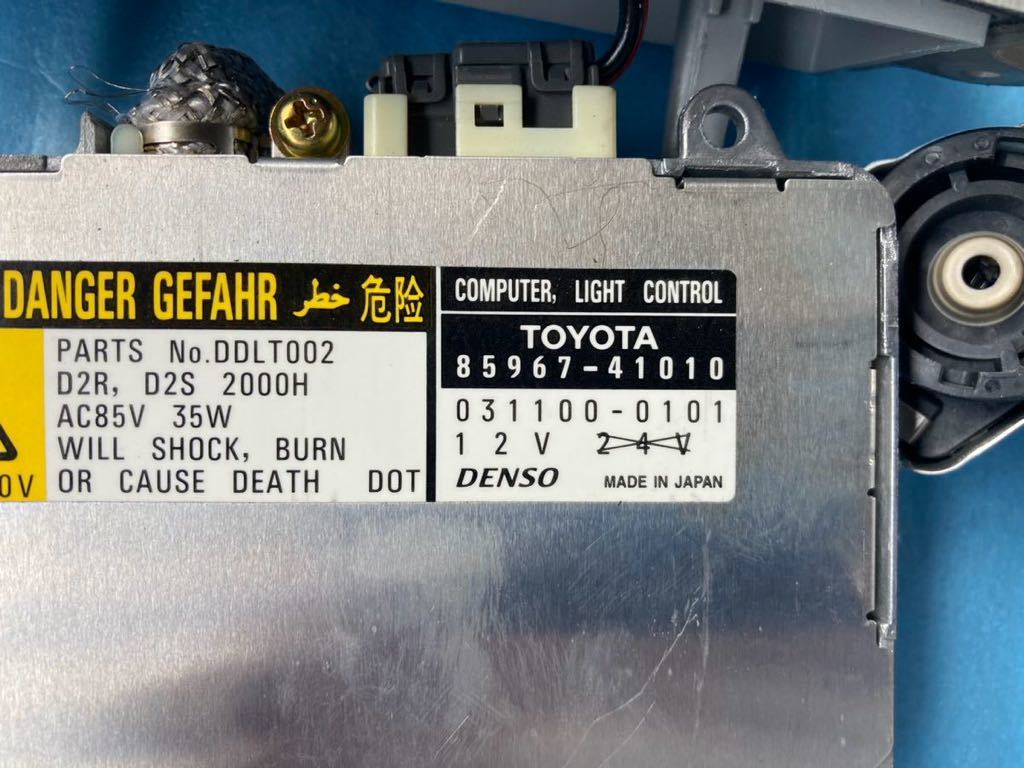 DANGER GEFAHR خطر 危险
PARTS No.DDLT002
D2R, D2S 2000H
AC85V 35W
WILL SHOCK, BURN
OR CAUSE DEATH DOT
0V
COMPUTER, LIGHT CONTROL
TOYOTA
85967-41010
031100-0101
12V 24V
DENSO MADE IN JAPAN